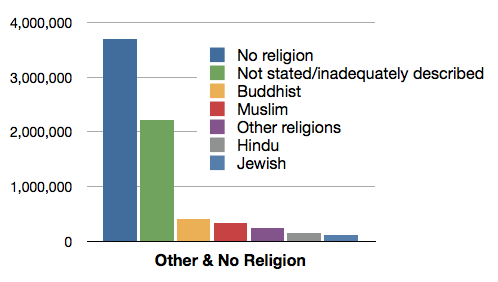 4,000,000
3,000,000
2,000,000
1,000,000
0
No religion
Not stated/inadequately described
Buddhist
Muslim
Other religions
Hindu
Jewish
Other & No Religion